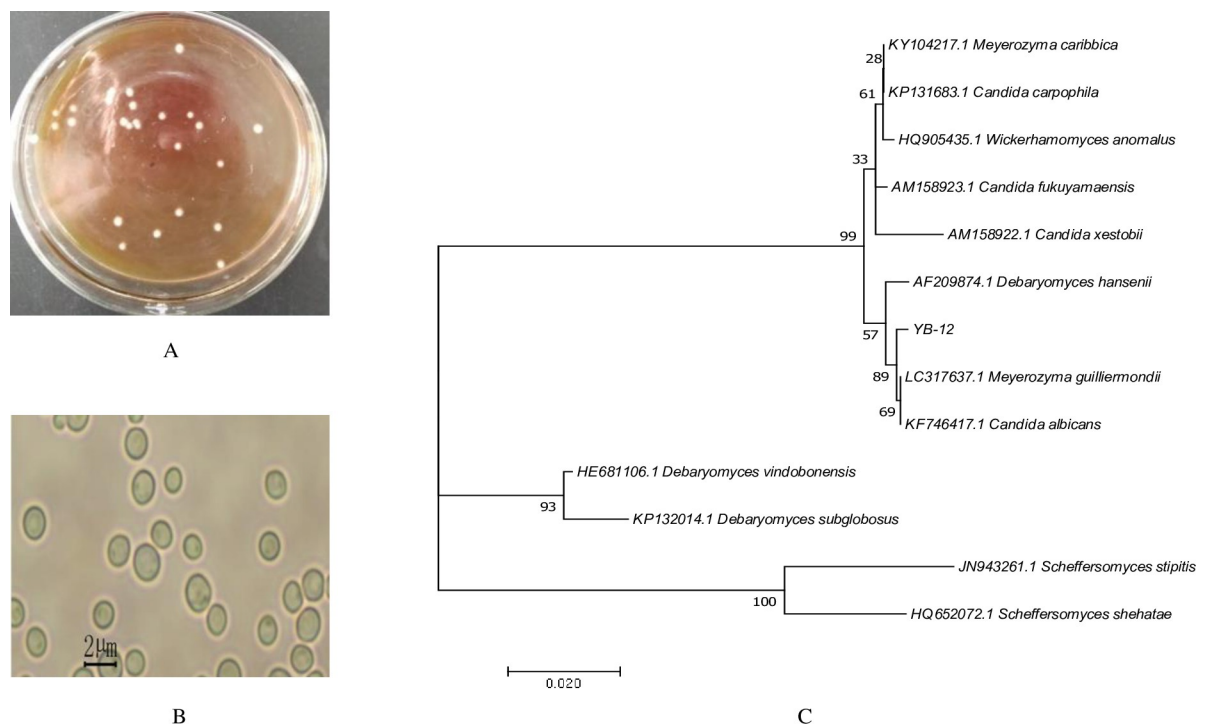 A
2μm
B
KY104217.1 Meyerozyma caribbica
28
KP131683.1 Candida carpophila
61
HQ905435.1 Wickerhamomyces anomalus
33
AM158923.1 Candida fukuyamaensis
AM158922.1 Candida xestobii
99
AF209874.1 Debaryomyces hansenii
YB-12
57
LC317637.1 Meyerozyma guilliermondii
89
69
KF746417.1 Candida albicans
HE681106.1 Debaryomyces vindobonensis
93
KP132014.1 Debaryomyces subglobosus
JN943261.1 Scheffersomyces stipitis
100
HQ652072.1 Scheffersomyces shehatae
0.020
C